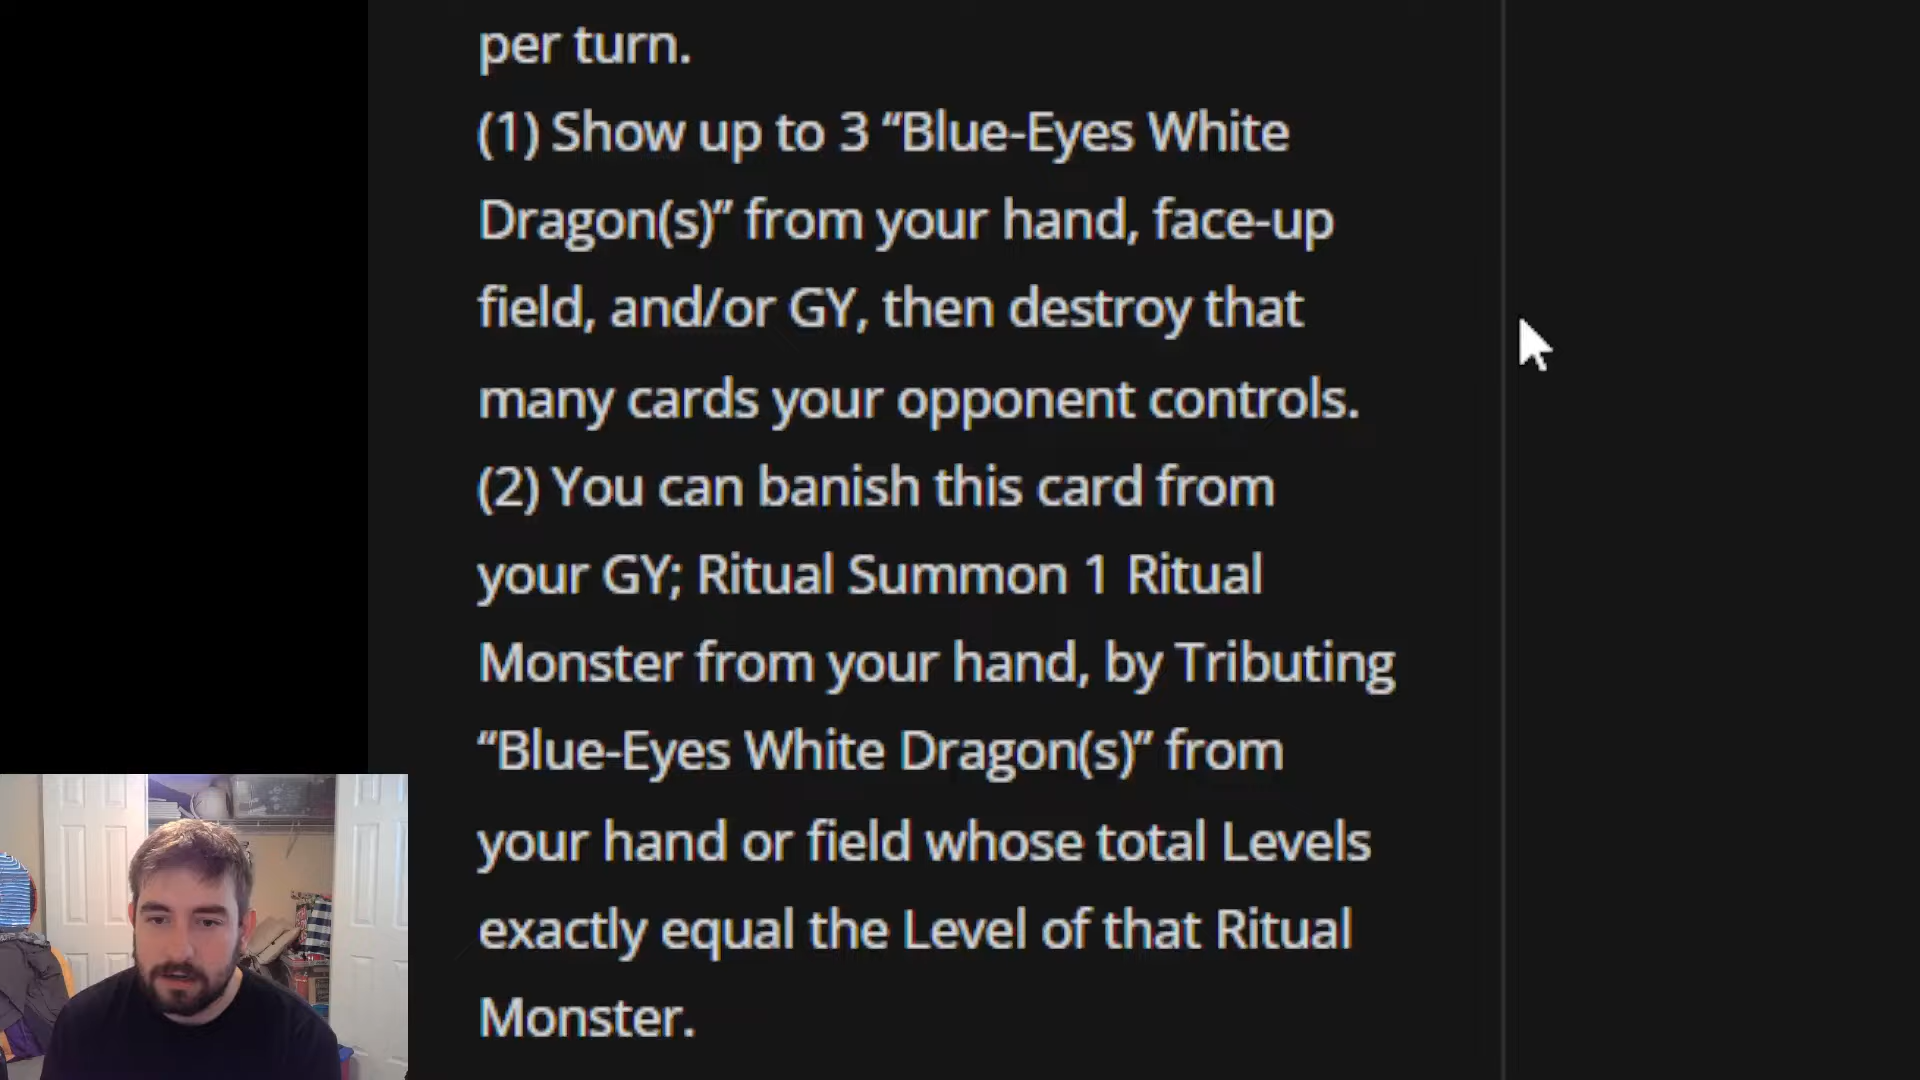 per turn.
(1) Show up to 3 “Blue-Eyes White
Dragon(s)” from your hand, face-up
field, and/or GY, then destroy that
many cards your opponent controls.
(2) You can banish this card from
your GY; Ritual Summon 1 Ritual
Monster from your hand, by Tributing
“Blue-Eyes White Dragon(s)” from
your hand or field whose total Levels
exactly equal the Level of that Ritual
Monster.